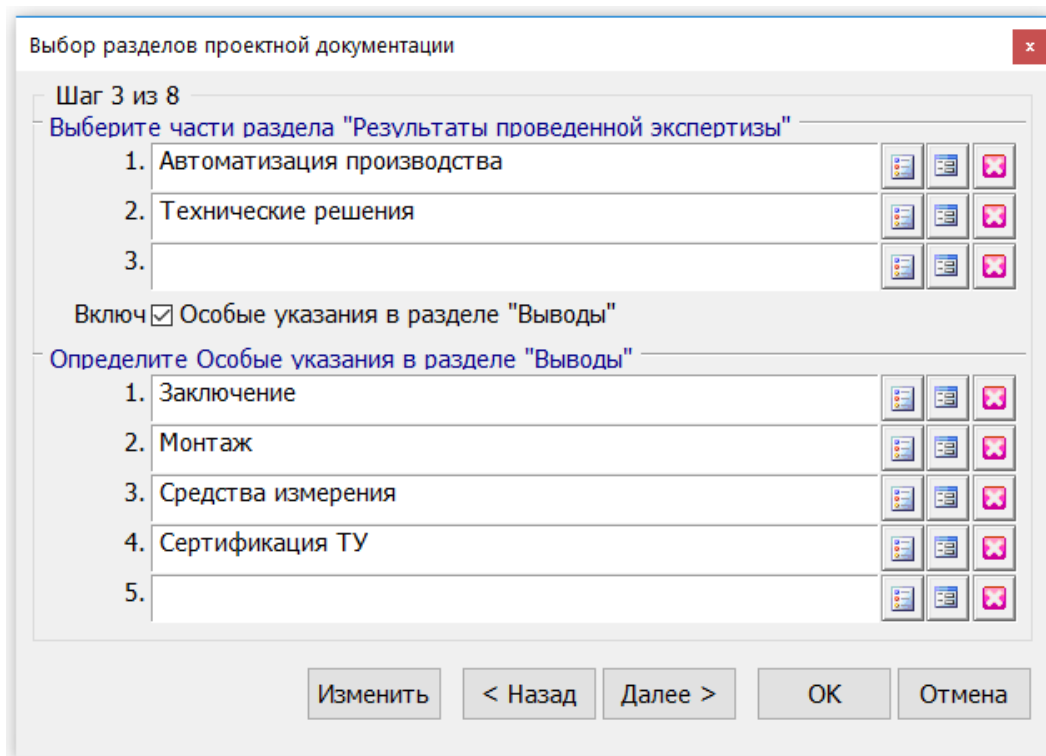 Выбор разделов проектной документации
x
Шаг 3 из 8
Выберите части раздела "Результаты проведенной экспертизы"
1. Автоматизация производства
2. Технические решения
3.
Включ Особые указания в разделе "Выводы"
Определите Особые указания в разделе "Выводы"
1. Заключение
2. Монтаж
3. Средства измерения
4. Сертификация ТУ
5.
Изменить < Назад Далее > OK Отмена